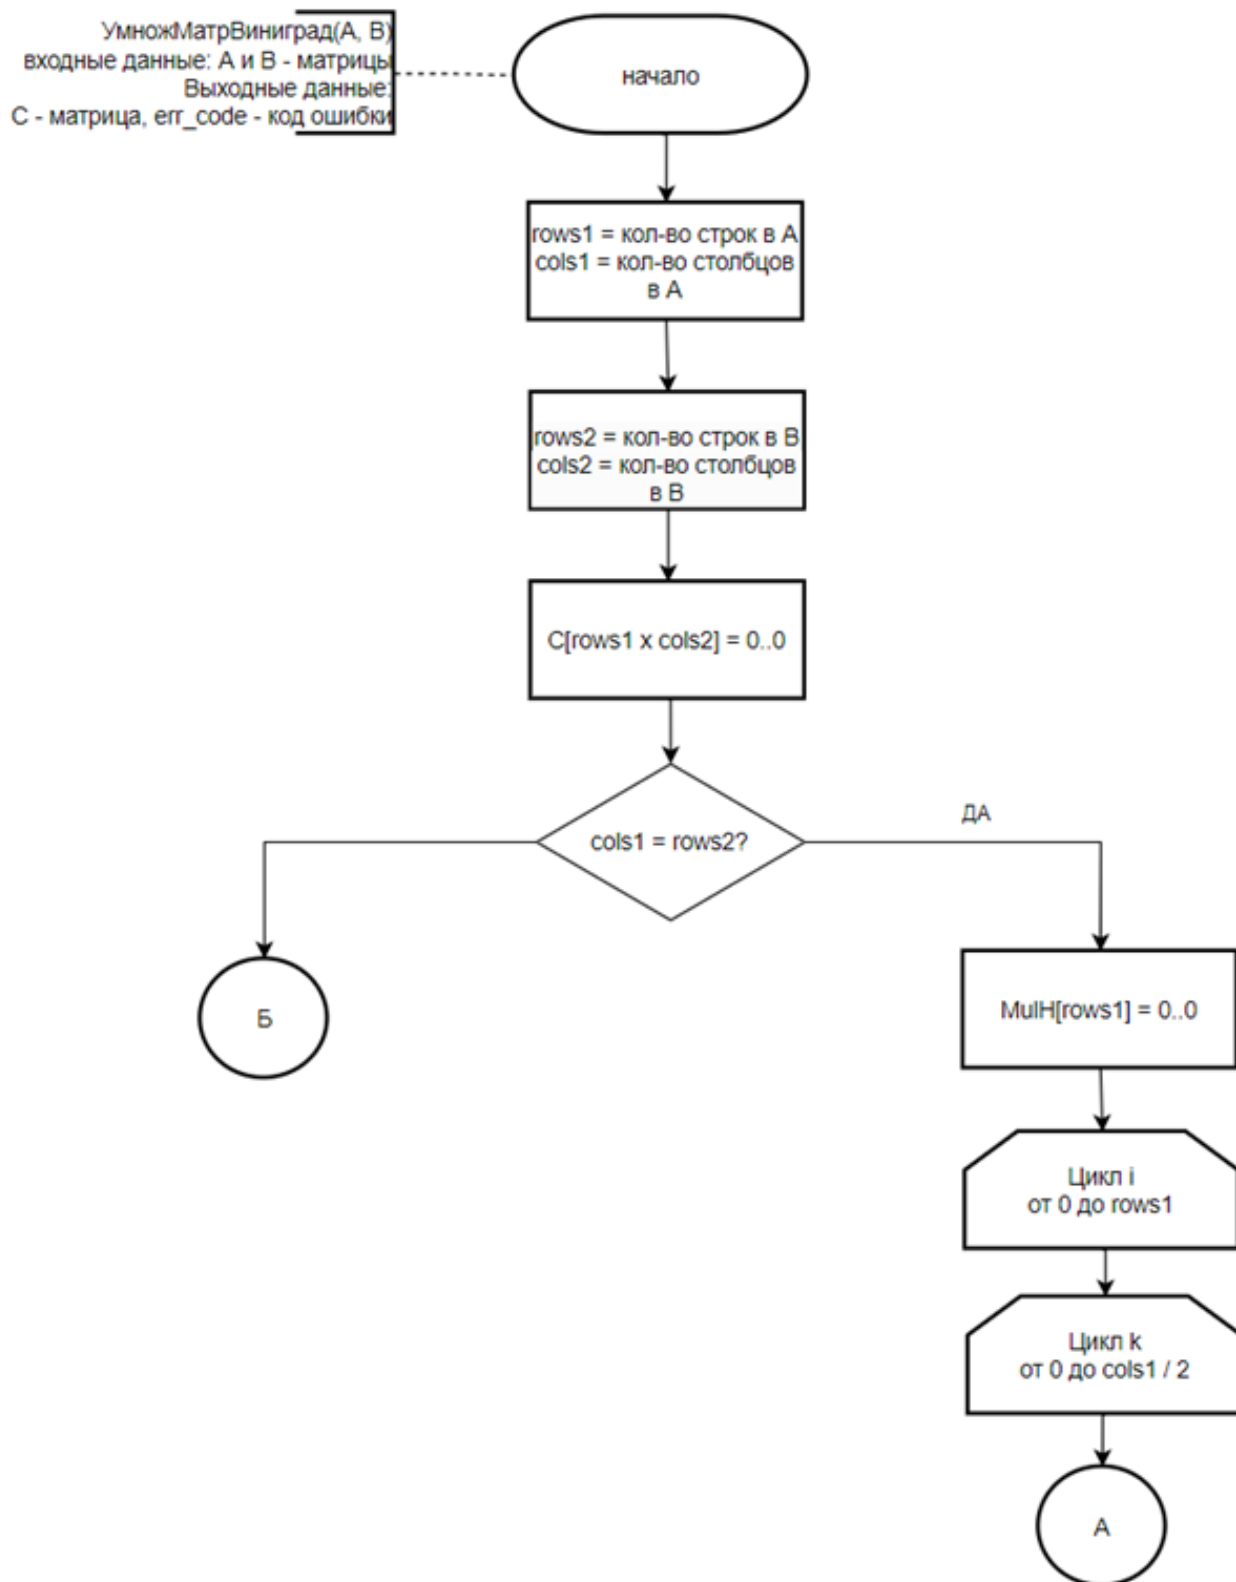 УмножМатрВиниград(A, B)
входные данные: A и B - матрицы
Выходные данные:
C - матрица, err_code - код ошибки
начало
rows1 = кол-во строк в A
cols1 = кол-во столбцов
в A
rows2 = кол-во строк в B
cols2 = кол-во столбцов
в B
C[rows1 x cols2] = 0..0
cols1 = rows2?
ДА
Б
MulH[rows1] = 0..0
Цикл i
от 0 до rows1
Цикл k
от 0 до cols1 / 2
А